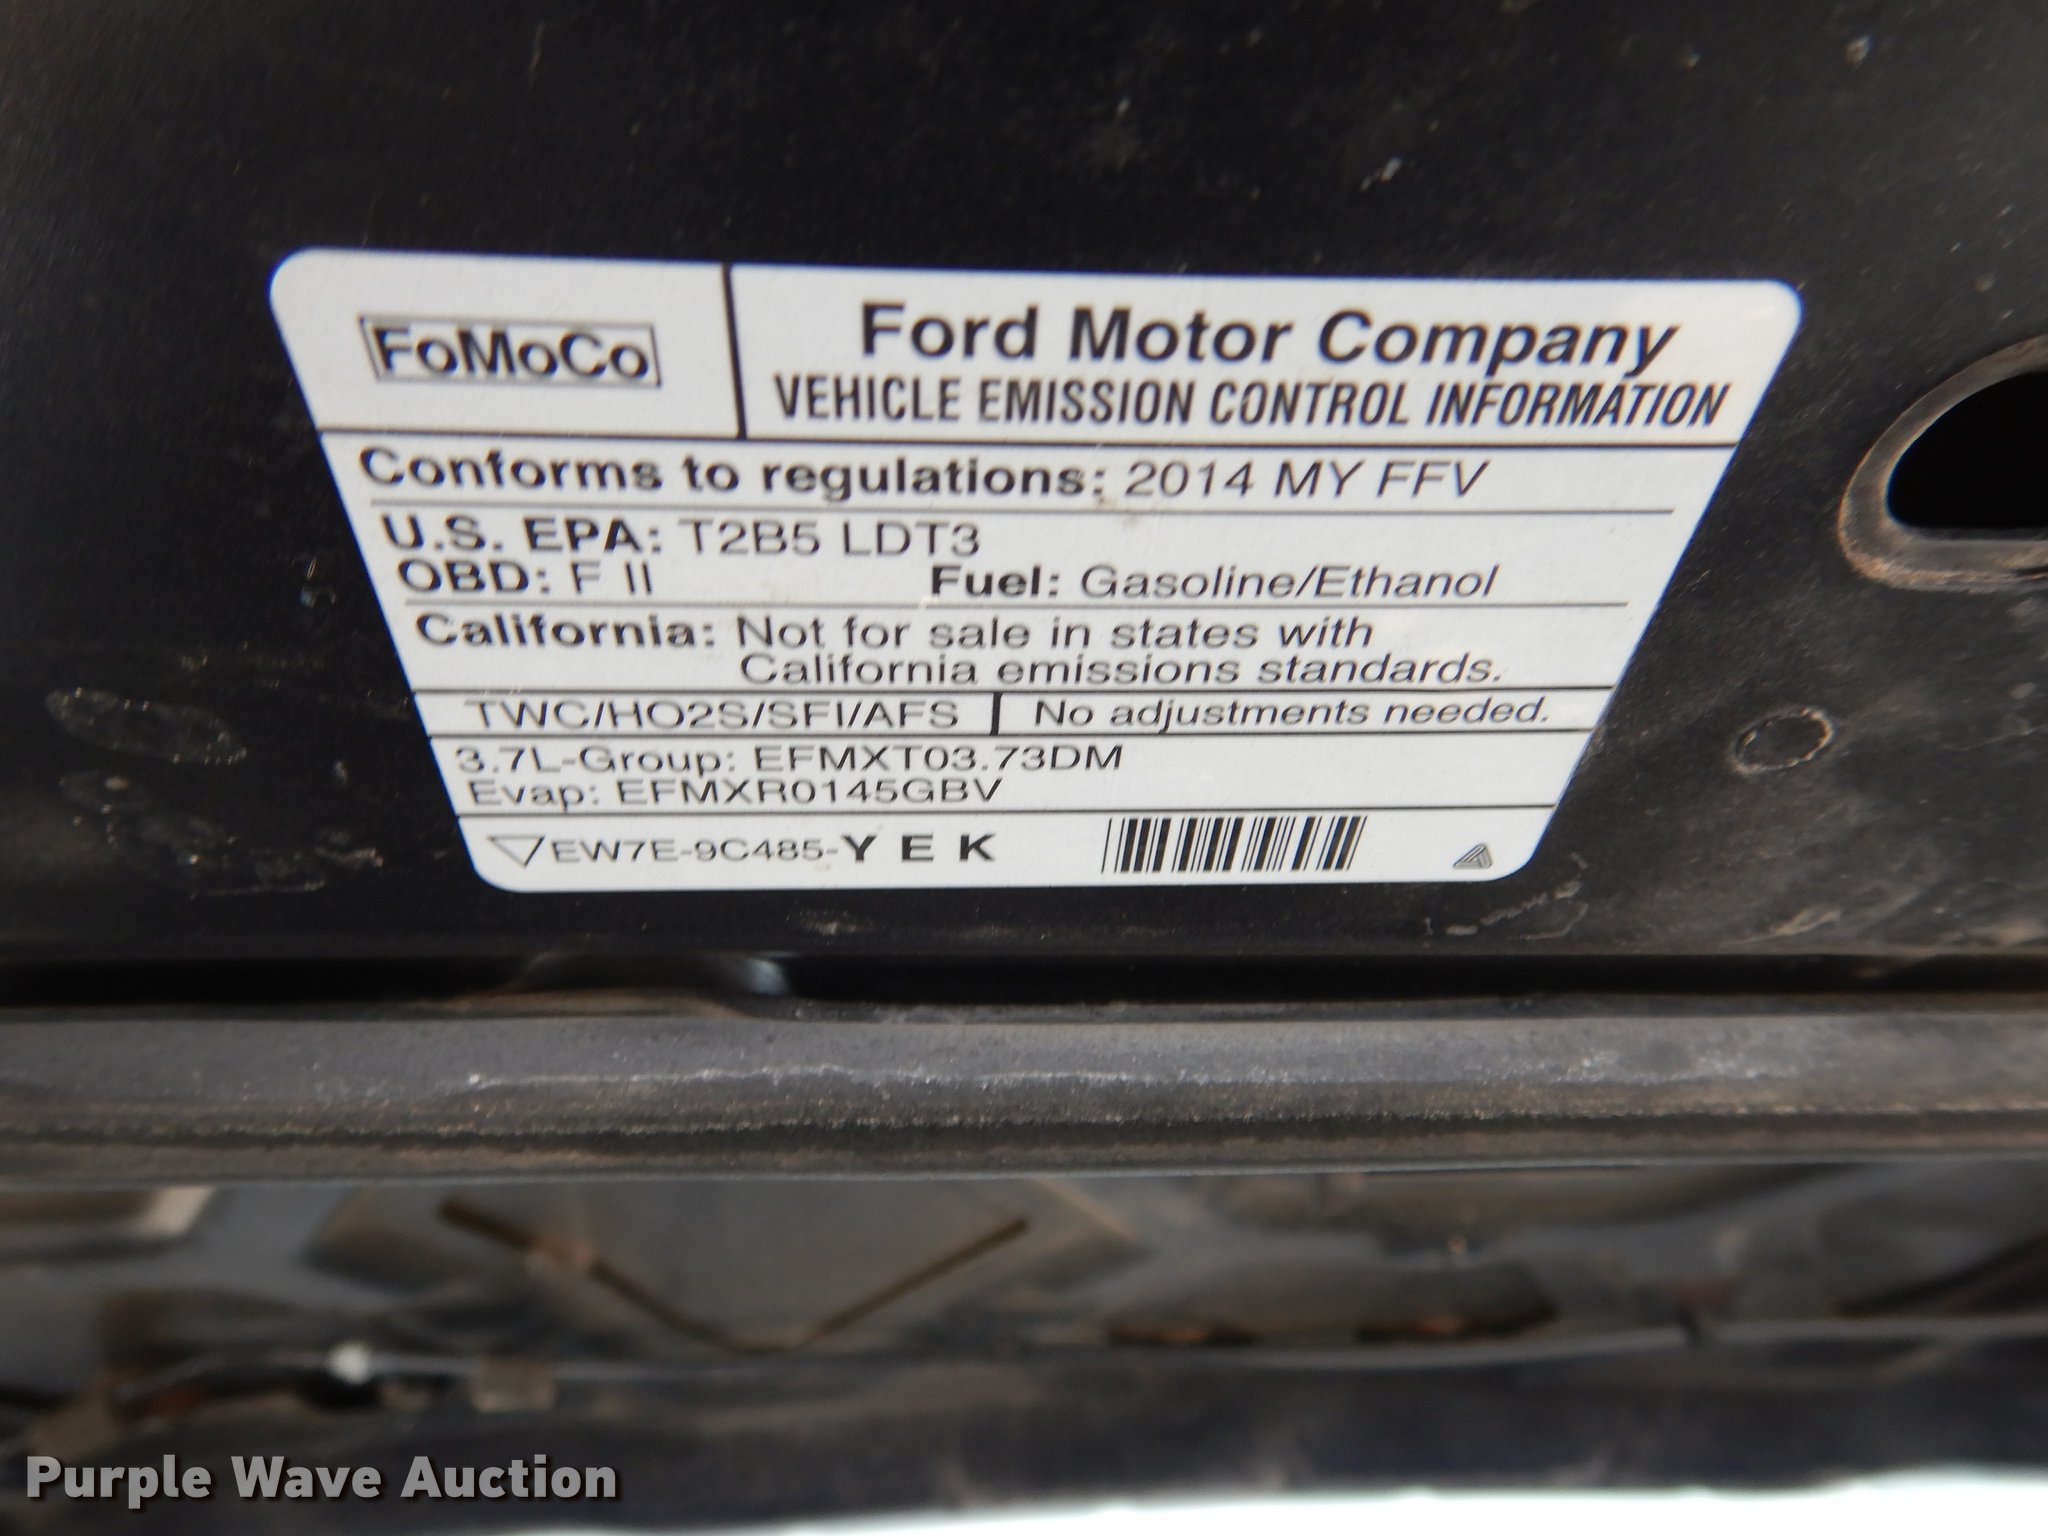 FoMoCo
Ford Motor Company
VEHICLE EMISSION CONTROL INFORMATION
Conforms to regulations: 2014 MY FFV
U.S. EPA: T2B5 LDT3
OBD: F II Fuel: Gasoline/Ethanol
California: Not for sale in states with
California emissions standards.
TWC/HO2S/SFI/AFS No adjustments needed.
3.7L-Group: EFMXT03.73DM
Evap: EFMXR0145GBV
EW7E-9C485-Y E K
Purple Wave Auction